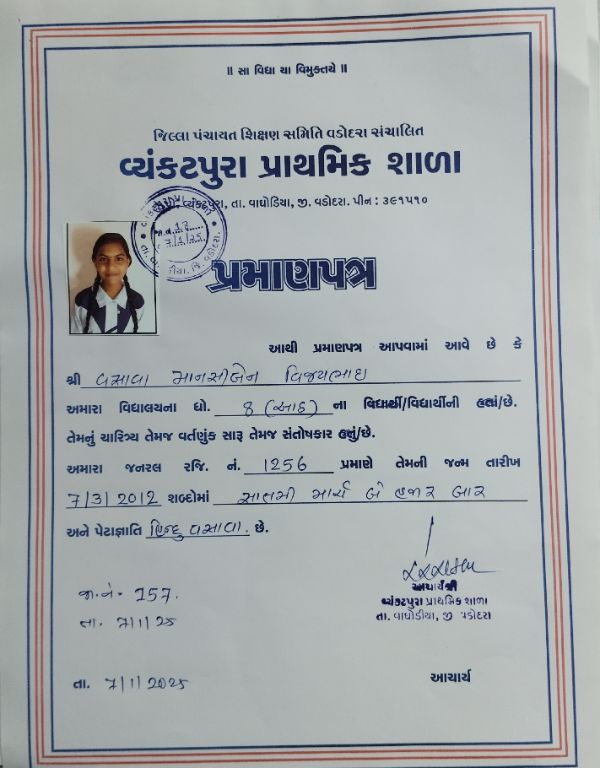 ॥ સા વિદ્યા યા વિમુક્તયે ॥
જિલ્લા પંચાયત શિક્ષણ સમિતિ વડોદરા સંચાલિત
વ્યંકટપુરા પ્રાથમિક શાળા
વ્યંકટપુરા, તા. વાઘોડિયા, જી. વડોદરા. પીન : ૩૯૧૫૧૦
પ્રમાણપત્ર
આથી પ્રમાણપત્ર આપવામાં આવે છે કે
શ્રી વસાવા માનસીબેન વિજયભાઇ
અમારા વિદ્યાલયના ધો. 8 (આઠ) ના વિદ્યાર્થી/વિદ્યાર્થીની હતાં/છે.
તેમનું ચારિત્ર્ય તેમજ વર્તણુંક સારૂ તેમજ સંતોષકાર હતું/છે.
અમારા જનરલ રજિ. નં. 1256 પ્રમાણે તેમની જન્મ તારીખ
7/3/2012 શબ્દોમાં સાતમી માર્ચ બે હજાર બાર
અને પેટાજ્ઞાતિ હિન્દુ વસાવા. છે.
આચાર્યશ્રી
વ્યંકટપુરા પ્રાથમિક શાળા
તા. વાઘોડીયા, જી વડોદરા
જા.નં. 757.
તા. 7/1/25
તા. 7/1/2025
આચાર્ય